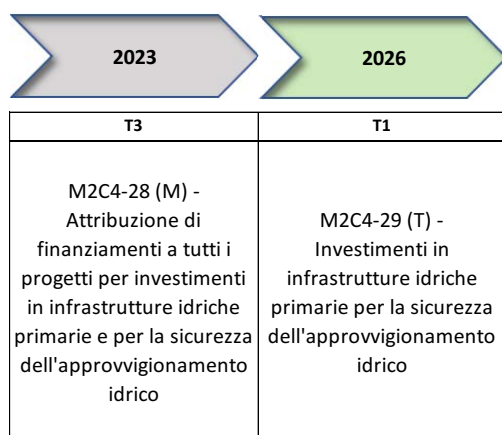 2023
2026
T3
T1
M2C4-28 (M) -
Attribuzione di
finanziamenti a tutti i
progetti per investimenti
in infrastrutture idriche
primarie e per la sicurezza
dell'approvvigionamento
idrico
M2C4-29 (T) -
Investimenti in
infrastrutture idriche
primarie per la sicurezza
dell'approvvigionamento
idrico